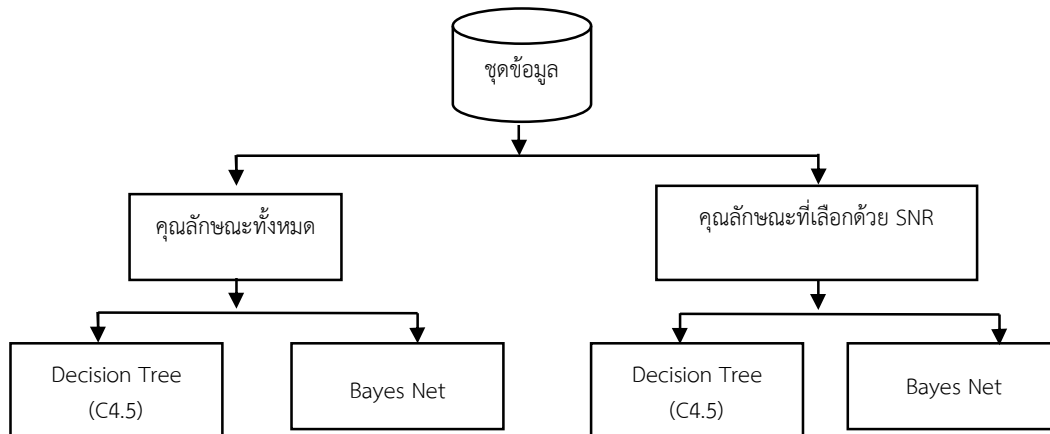 ชุดข้อมูล
คุณลักษณะทั้งหมด
คุณลักษณะที่เลือกด้วย SNR
Decision Tree
(C4.5)
Bayes Net
Decision Tree
(C4.5)
Bayes Net